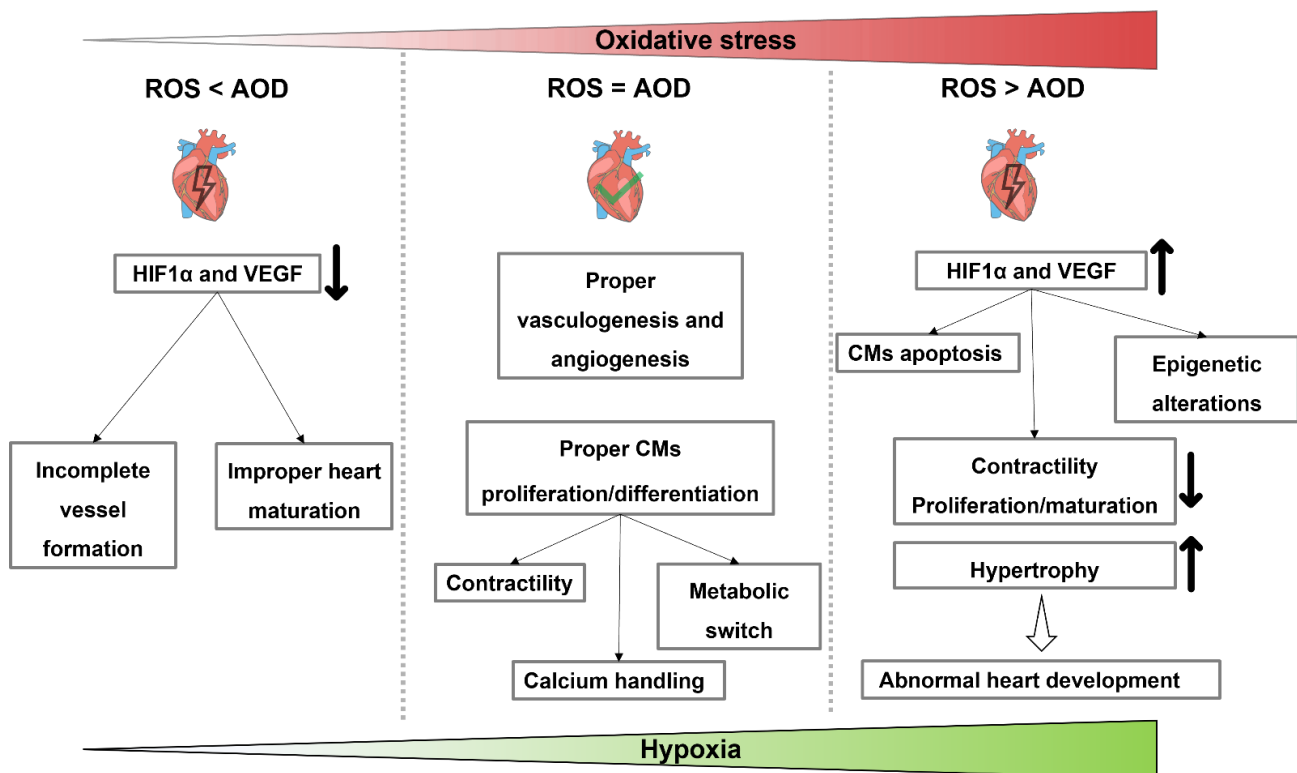 Oxidative stress
ROS < AOD
HIF1α and VEGF
Incomplete
vessel
formation
Improper heart
maturation
ROS = AOD
Proper
vasculogenesis and
angiogenesis
Proper CMs
proliferation/differentiation
Contractility
Metabolic
switch
Calcium handling
ROS > AOD
HIF1α and VEGF
CMs apoptosis
Epigenetic
alterations
Contractility
Proliferation/maturation
Hypertrophy
Abnormal heart development
Hypoxia